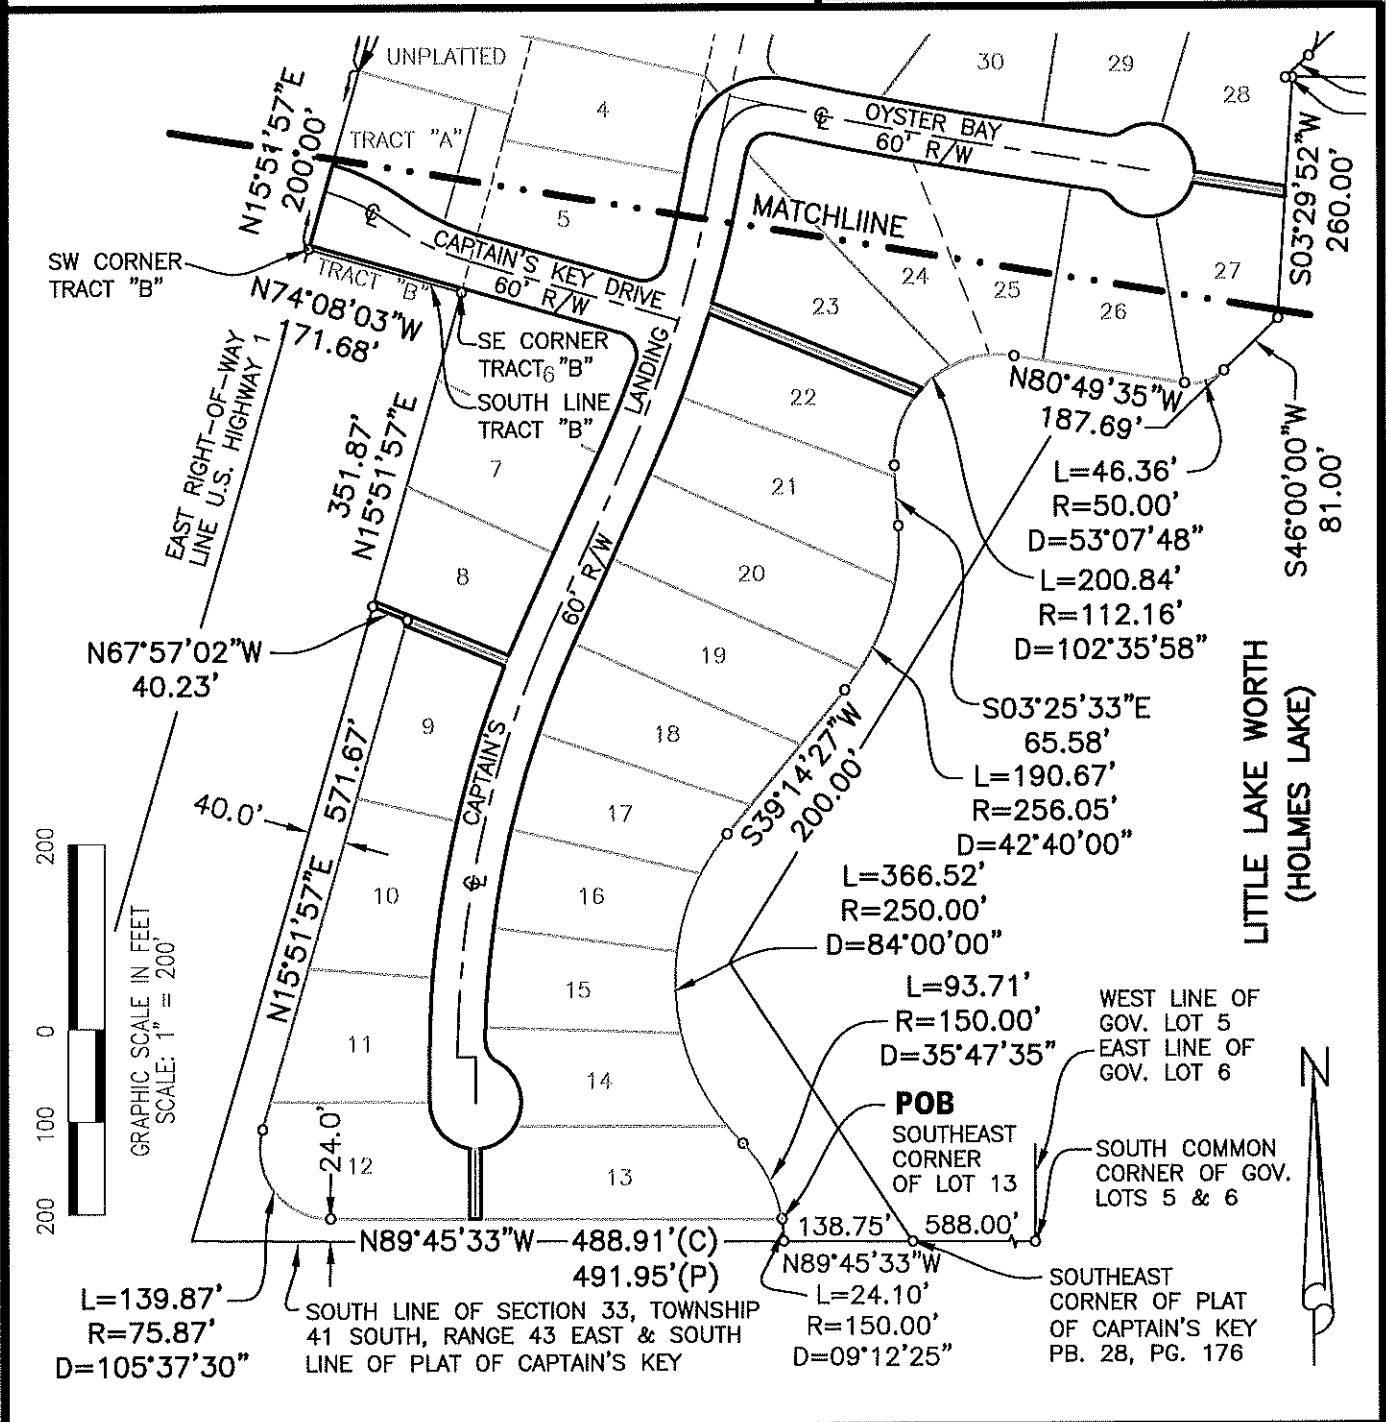 UNPLATTED
30
29
28
4
N15°51'57"E
200.00'
TRACT "A"
℄
OYSTER BAY
60' R/W
S03°29'52"W
260.00'
MATCHLIINE
5
℄
CAPTAIN'S KEY DRIVE
60' R/W
SW CORNER
TRACT "B"
TRACT "B"
N74°08'03"W
171.68'
24
25
27
23
26
EAST RIGHT-OF-WAY
LINE U.S. HIGHWAY 1
SE CORNER
TRACT "B"
6
SOUTH LINE
TRACT "B"
LANDING
22
N80°49'35"W
187.69'
S46°00'00"W
81.00'
351.87'
N15°51'57"E
7
21
L=46.36'
R=50.00'
D=53°07'48"
8
60' R/W
20
L=200.84'
R=112.16'
D=102°35'58"
N67°57'02"W
40.23'
19
S03°25'33"E
65.58'
LITTLE LAKE WORTH
(HOLMES LAKE)
9
18
S39°14'27"W
200.00'
CAPTAIN'S
L=190.67'
R=256.05'
D=42°40'00"
40.0'
17
N15°51'57"E 571.67'
L=366.52'
R=250.00'
D=84°00'00"
℄
10
16
200
0
100
200
GRAPHIC SCALE IN FEET
SCALE: 1" = 200'
15
L=93.71'
R=150.00'
D=35°47'35"
WEST LINE OF
GOV. LOT 5
EAST LINE OF
GOV. LOT 6
11
14
N
POB
SOUTHEAST
CORNER
OF LOT 13
24.0'
12
13
SOUTH COMMON
CORNER OF GOV.
LOTS 5 & 6
N89°45'33"W 488.91'(C)
491.95'(P)
138.75'
588.00'
N89°45'33"W
L=24.10'
R=150.00'
D=09°12'25"
SOUTHEAST
CORNER OF PLAT
OF CAPTAIN'S KEY
PB. 28, PG. 176
L=139.87'
R=75.87'
D=105°37'30"
SOUTH LINE OF SECTION 33, TOWNSHIP
41 SOUTH, RANGE 43 EAST & SOUTH
LINE OF PLAT OF CAPTAIN'S KEY